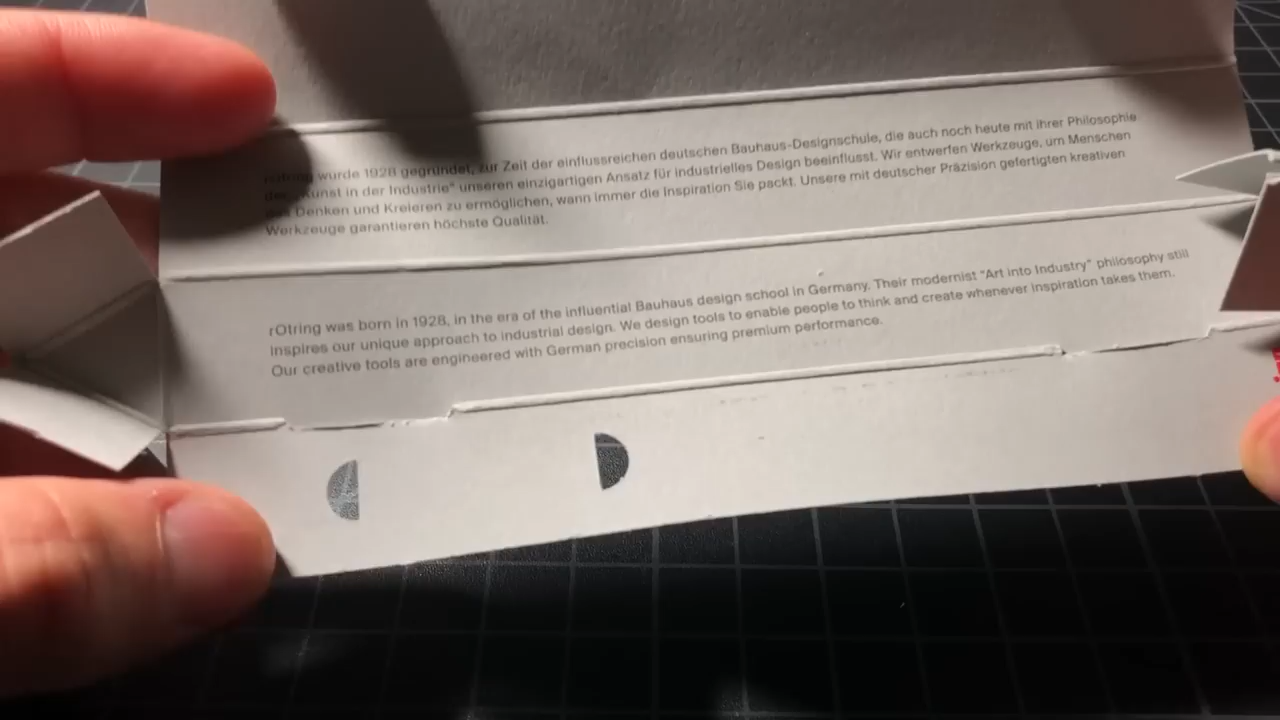 rOtring wurde 1928 gegründet, zur Zeit der einflussreichen deutschen Bauhaus-Designschule, die auch noch heute mit ihrer Philosophie
der „Kunst in der Industrie" unseren einzigartigen Ansatz für industrielles Design beeinflusst. Wir entwerfen Werkzeuge, um Menschen
das Denken und Kreieren zu ermöglichen, wann immer die Inspiration Sie packt. Unsere mit deutscher Präzision gefertigten kreativen
Werkzeuge garantieren höchste Qualität.
rOtring was born in 1928, in the era of the influential Bauhaus design school in Germany. Their modernist "Art into Industry" philosophy still
inspires our unique approach to industrial design. We design tools to enable people to think and create whenever inspiration takes them.
Our creative tools are engineered with German precision ensuring premium performance.